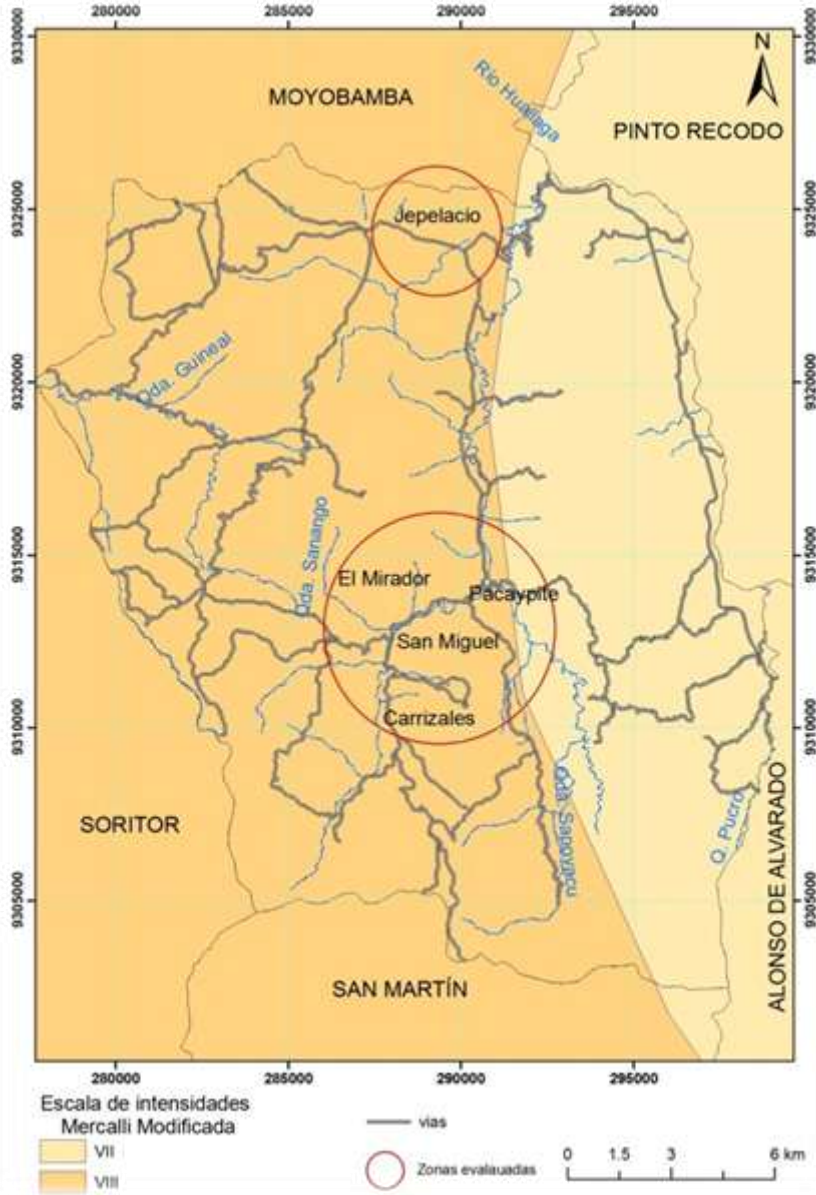 280000 285000 290000 295000
9330000 9330000
N
MOYOBAMBA
Río Huallaga
PINTO RECODO
9325000 9325000
Jepelacio
9320000 9320000
Qda. Guineal
9315000 9315000
Qda. Saniango
El Mirador
Pacaypite
San Miguel
9310000 9310000
Carrizales
SORITOR
Qda. Sapoyacu
Q. Pucro
ALONSO DE ALVARADO
9305000 9305000
SAN MARTÍN
280000 285000 290000 295000
Escala de intensidades
Mercalli Modificada
VII
VIII
vias
Zonas evalauadas
0 1.5 3 6 km